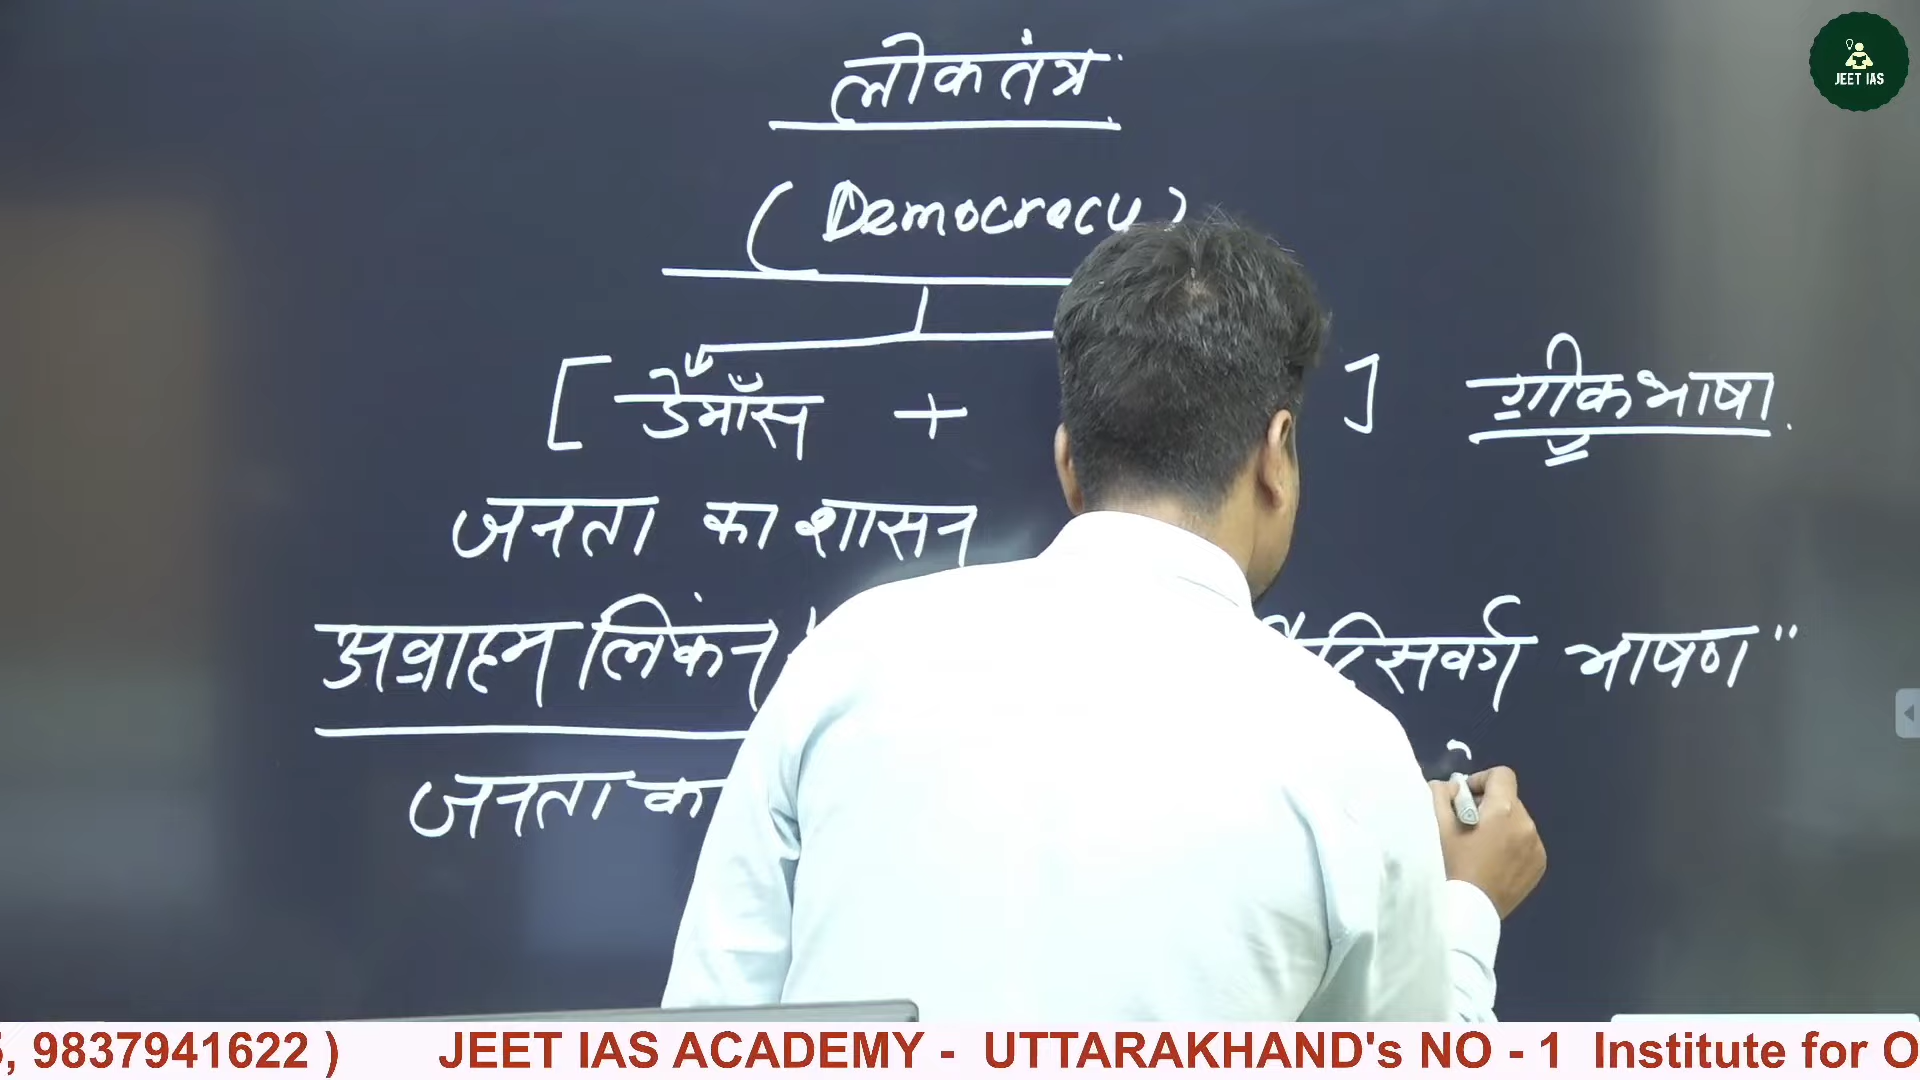 लोकतंत्र
(Democracy)
[ डेमॉस + ] ग्रीक भाषा
जनता का शासन
अब्राहम लिंकन भाषण"
जनता का
JEET IAS
, 9837941622 ) JEET IAS ACADEMY - UTTARAKHAND's NO - 1 Institute for O